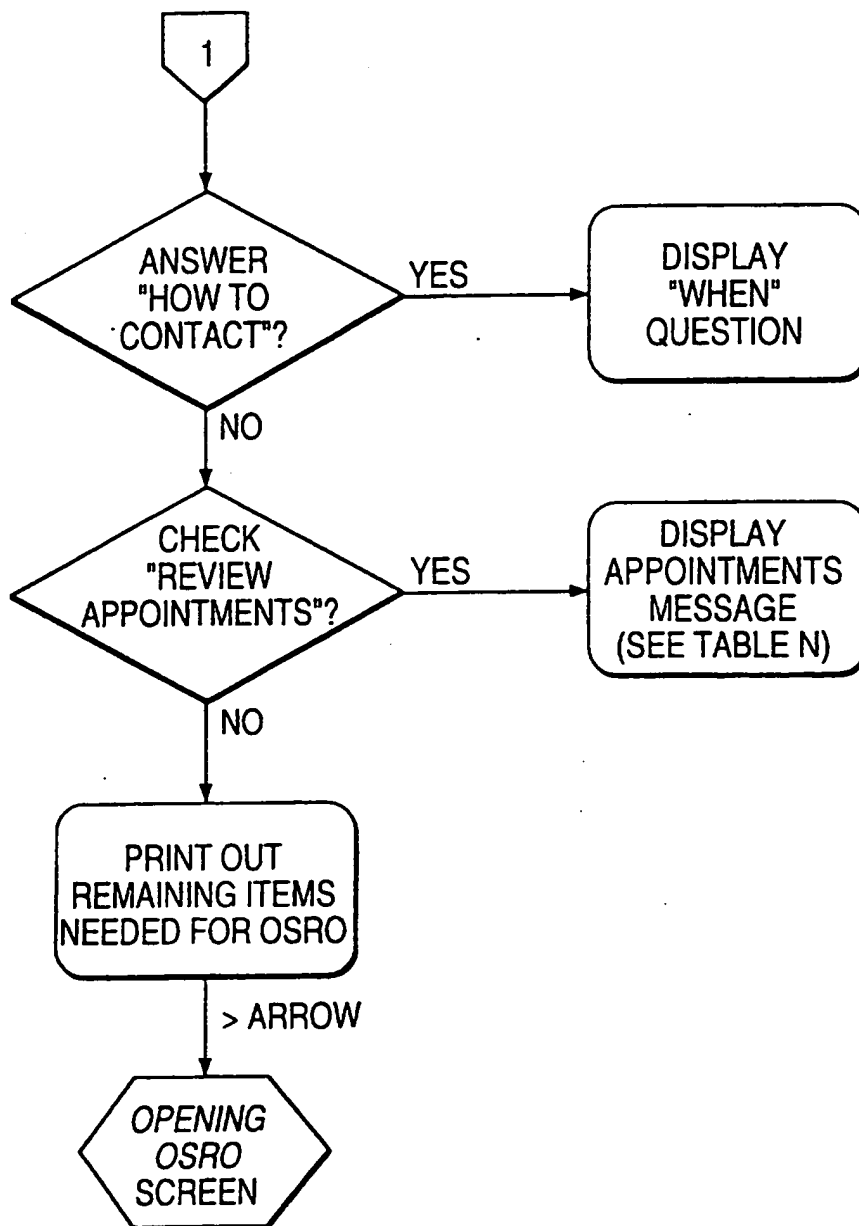 1
ANSWER
"HOW TO
CONTACT"?
YES
DISPLAY
"WHEN"
QUESTION
NO
CHECK
"REVIEW
APPOINTMENTS"?
YES
DISPLAY
APPOINTMENTS
MESSAGE
(SEE TABLE N)
NO
PRINT OUT
REMAINING ITEMS
NEEDED FOR OSRO
> ARROW
OPENING
OSRO
SCREEN